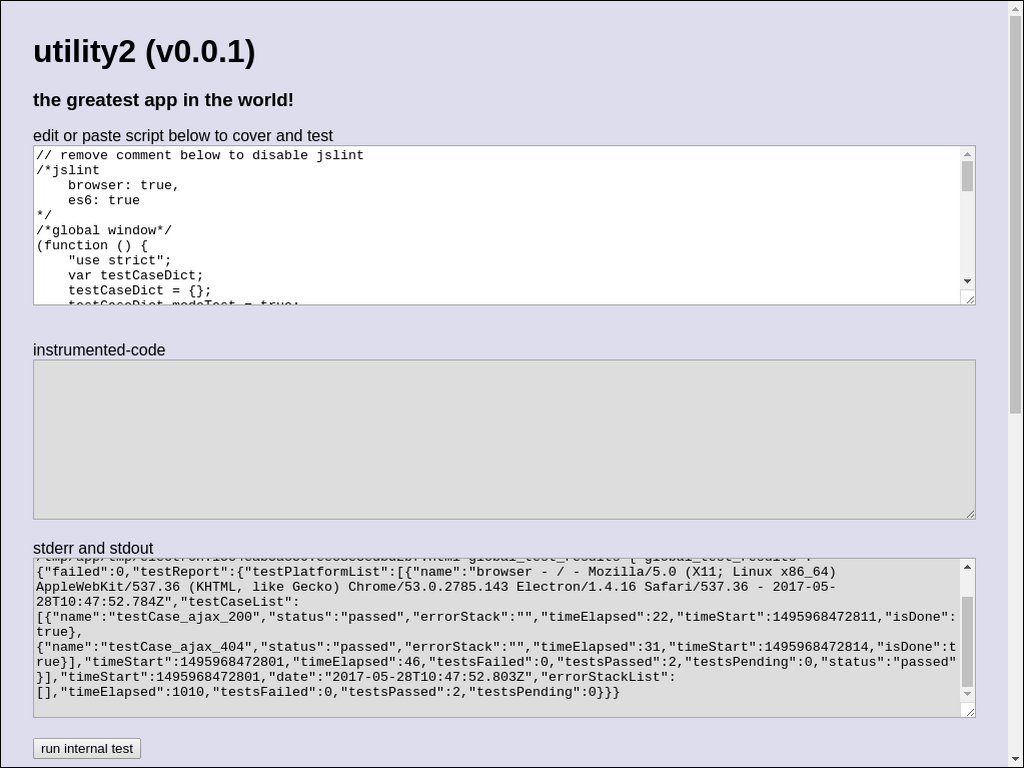 utility2 (v0.0.1)
the greatest app in the world!
edit or paste script below to cover and test
// remove comment below to disable jslint
/*jslint
    browser: true,
    es6: true
*/
/*global window*/
(function () {
    "use strict";
    var testCaseDict;
    testCaseDict = {};
    testCaseDict.modeTest = true;
instrumented-code
stderr and stdout
{"failed":0,"testReport":{"testPlatformList":[{"name":"browser - / - Mozilla/5.0 (X11; Linux x86_64)
AppleWebKit/537.36 (KHTML, like Gecko) Chrome/53.0.2785.143 Electron/1.4.16 Safari/537.36 - 2017-05-
28T10:47:52.784Z","testCaseList":
[{"name":"testCase_ajax_200","status":"passed","errorStack":"","timeElapsed":22,"timeStart":1495968472811,"isDone":
true},
{"name":"testCase_ajax_404","status":"passed","errorStack":"","timeElapsed":31,"timeStart":1495968472814,"isDone":t
rue}],"timeStart":1495968472801,"timeElapsed":46,"testsFailed":0,"testsPassed":2,"testsPending":0,"status":"passed"
}],"timeStart":1495968472801,"date":"2017-05-28T10:47:52.803Z","errorStackList":
[],"timeElapsed":1010,"testsFailed":0,"testsPassed":2,"testsPending":0}}}
run internal test